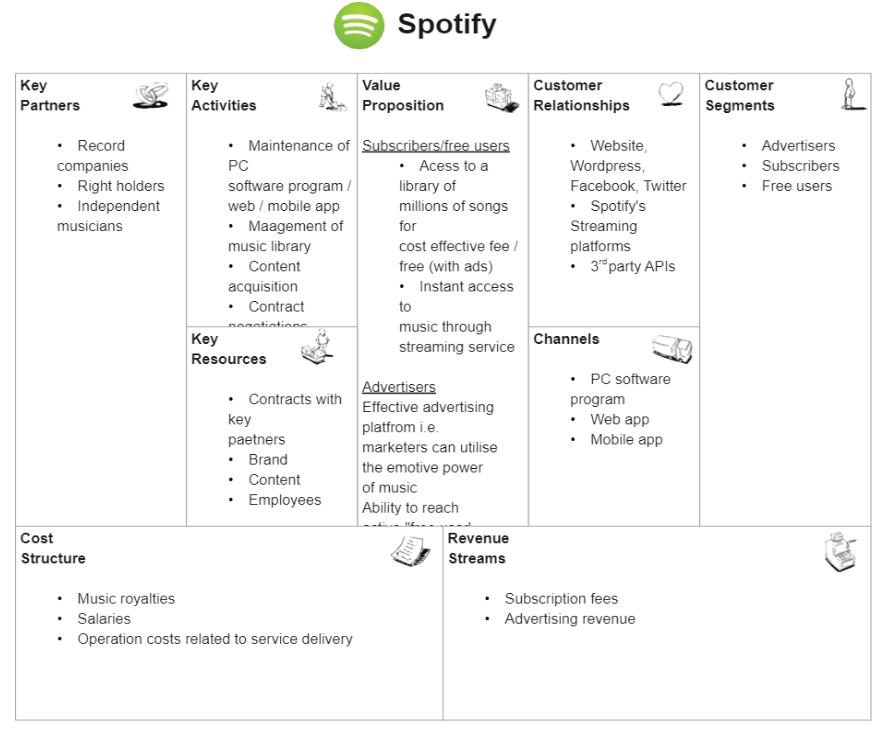 Spotify
Key
Partners
• Record
companies
• Right holders
• Independent
musicians
Key
Activities
• Maintenance of
PC
software program /
web / mobile app
• Maagement of
music library
• Content
acquisition
• Contract
negotiations
Key
Resources
• Contracts with
key
paetners
• Brand
• Content
• Employees
Value
Proposition
Subscribers/free users
• Acess to a
library of
millions of songs
for
cost effective fee /
free (with ads)
• Instant access
to
music through
streaming service
Advertisers
Effective advertising
platfrom i.e.
marketers can utilise
the emotive power
of music
Ability to reach
Customer
Relationships
• Website,
Wordpress,
Facebook, Twitter
• Spotify's
Streaming
platforms
• 3rd party APIs
Channels
• PC software
program
• Web app
• Mobile app
Customer
Segments
• Advertisers
• Subscribers
• Free users
Cost
Structure
• Music royalties
• Salaries
• Operation costs related to service delivery
Revenue
Streams
• Subscription fees
• Advertising revenue